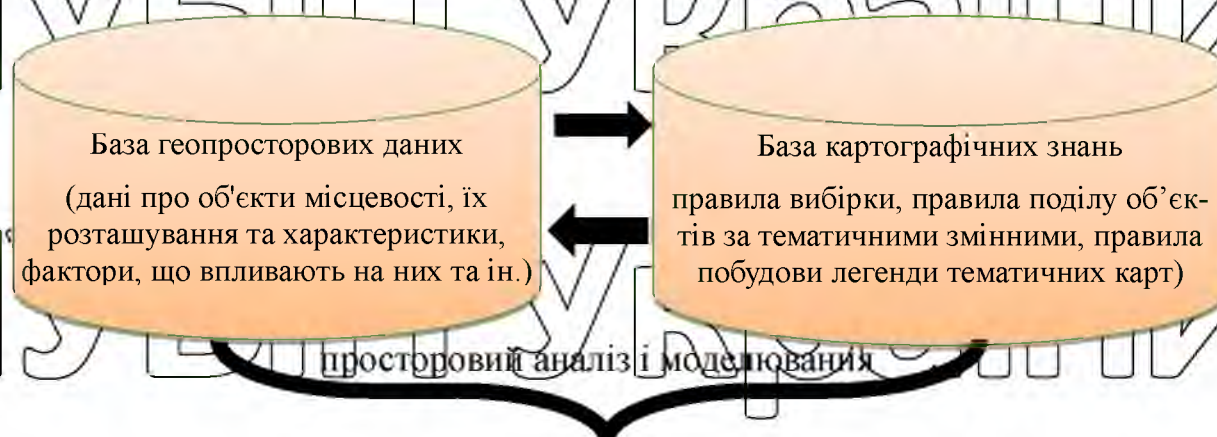 База геопросторових даних
(дані про об'єкти місцевості, їх
розташування та характеристики,
фактори, що впливають на них та ін.)
База картографічних знань
правила вибірки, правила поділу об’єк-
тів за тематичними змінними, правила
побудови легенди тематичних карт)
просторовий аналіз і моделювання